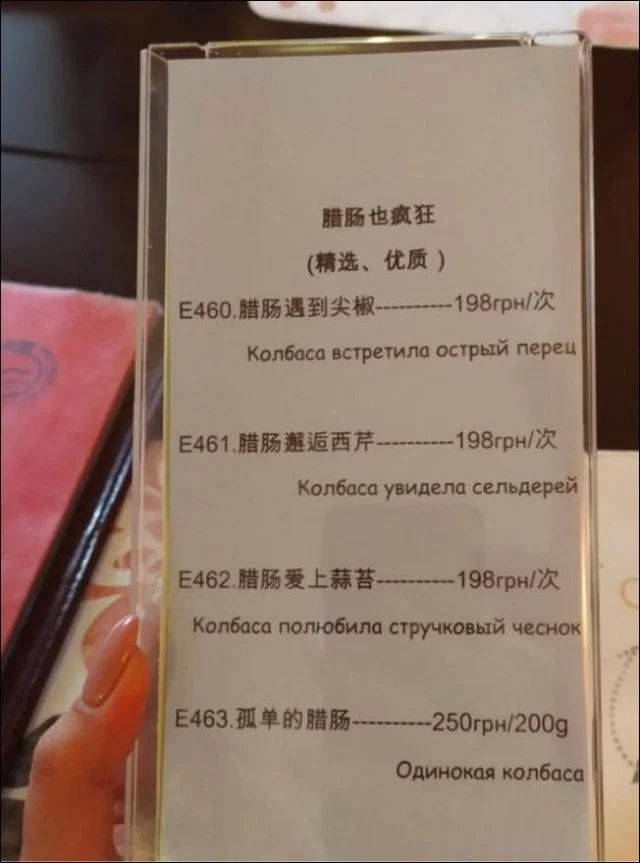 腊肠也疯狂
(精选、优质 )
E460.腊肠遇到尖椒----------198грн/次
Колбаса встретила острый перец
E461.腊肠邂逅西芹----------198грн/次
Колбаса увидела сельдерей
E462.腊肠爱上蒜苔----------198грн/次
Колбаса полюбила стручковый чеснок
E463.孤单的腊肠----------250грн/200g
Одинокая колбаса